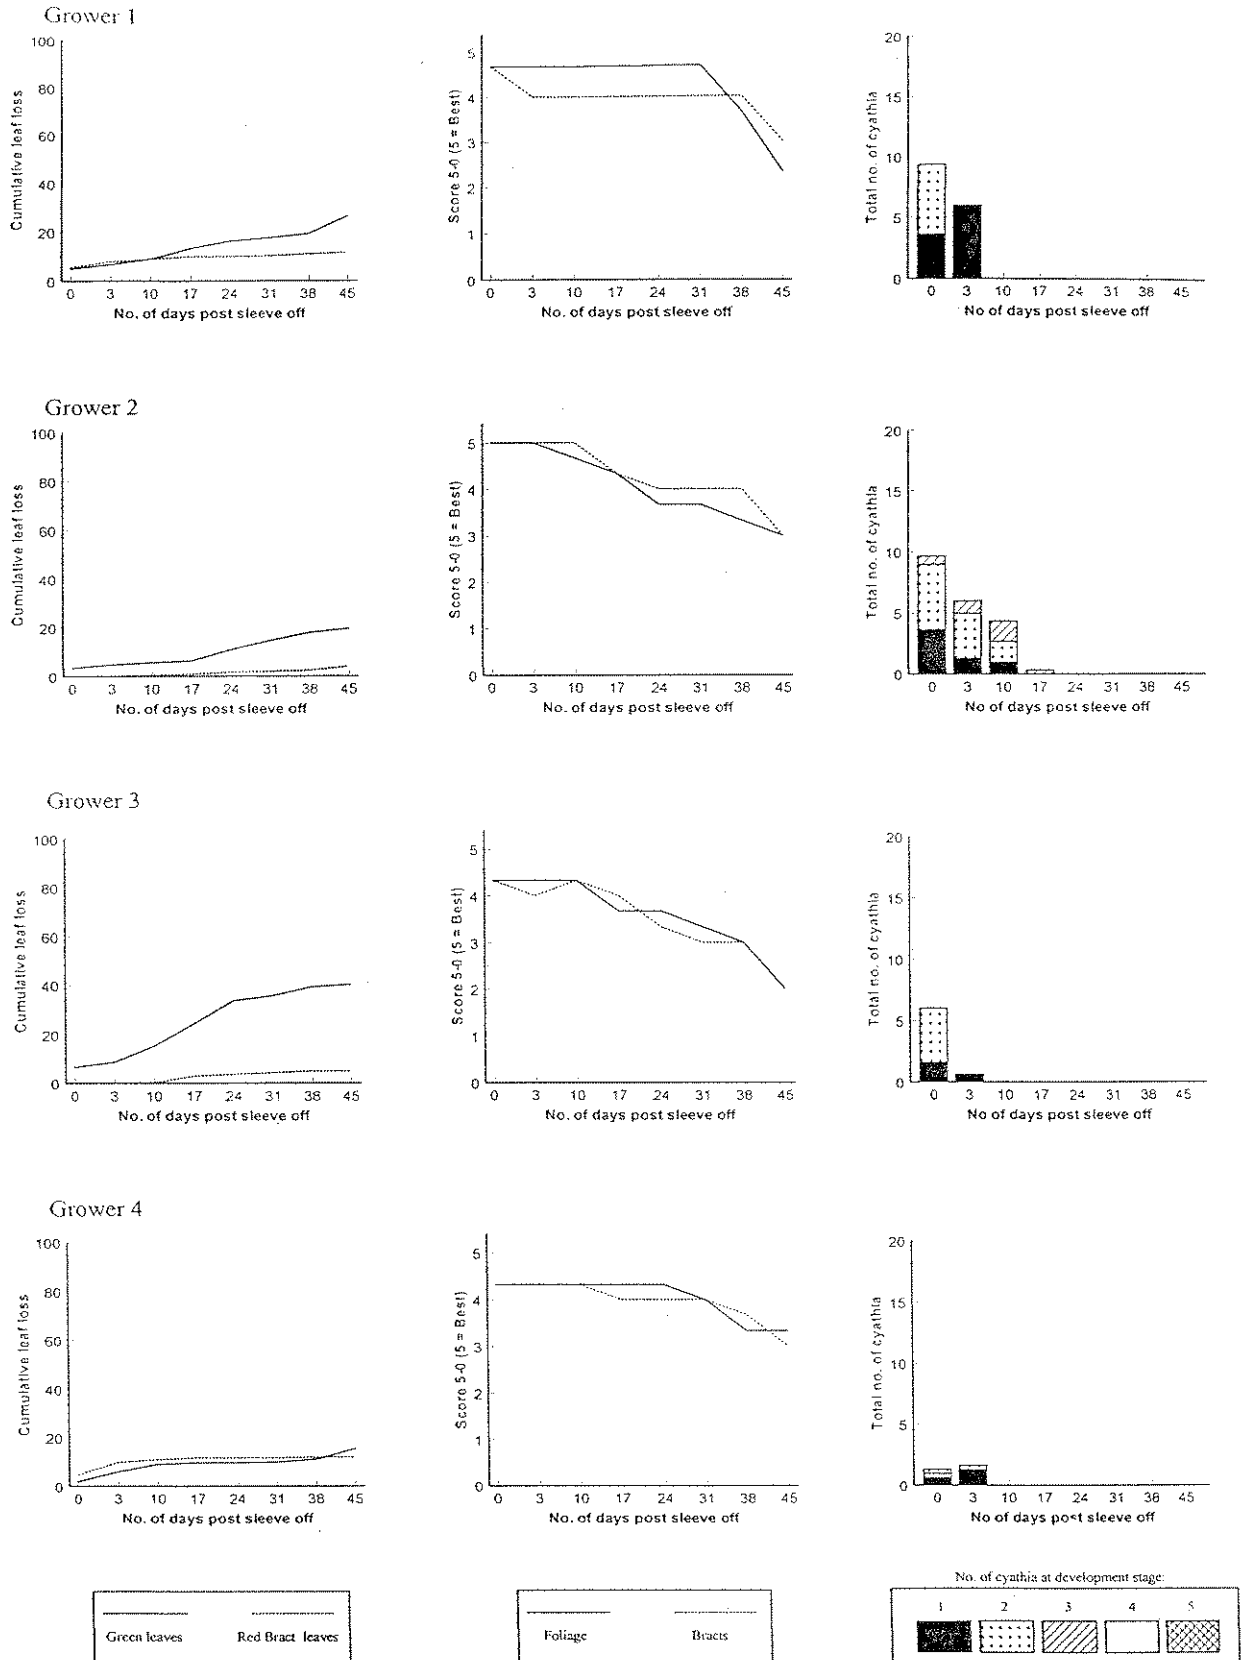 Grower 1
100
80
60
40
20
0
Cumulative leaf loss
0 3 10 17 24 31 38 45
No. of days post sleeve off
5
4
3
2
1
0
Score 5-0 (5 = Best)
0 3 10 17 24 31 38 45
No. of days post sleeve off
20
15
10
5
0
Total no. of cyathia
0 3 10 17 24 31 38 45
No of days post sleeve off
Grower 2
100
80
60
40
20
0
Cumulative leaf loss
0 3 10 17 24 31 38 45
No. of days post sleeve off
5
4
3
2
1
0
Score 5-0 (5 = Best)
0 3 10 17 24 31 38 45
No. of days post sleeve off
20
15
10
5
0
Total no. of cyathia
0 3 10 17 24 31 38 45
No of days post sleeve off
Grower 3
100
80
60
40
20
0
Cumulative leaf loss
0 3 10 17 24 31 38 45
No. of days post sleeve off
5
4
3
2
1
0
Score 5-0 (5 = Best)
0 3 10 17 24 31 38 45
No. of days post sleeve off
20
15
10
5
0
Total no. of cyathia
0 3 10 17 24 31 38 45
No of days post sleeve off
Grower 4
100
80
60
40
20
0
Cumulative leaf loss
0 3 10 17 24 31 38 45
No. of days post sleeve off
5
4
3
2
1
0
Score 5-0 (5 = Best)
0 3 10 17 24 31 38 45
No. of days post sleeve off
20
15
10
5
0
Total no. of cyathia
0 3 10 17 24 31 38 45
No of days post sleeve off
Green leaves Red Bract leaves
Foliage Bracts
No. of cyathia at development stage:
1 2 3 4 5